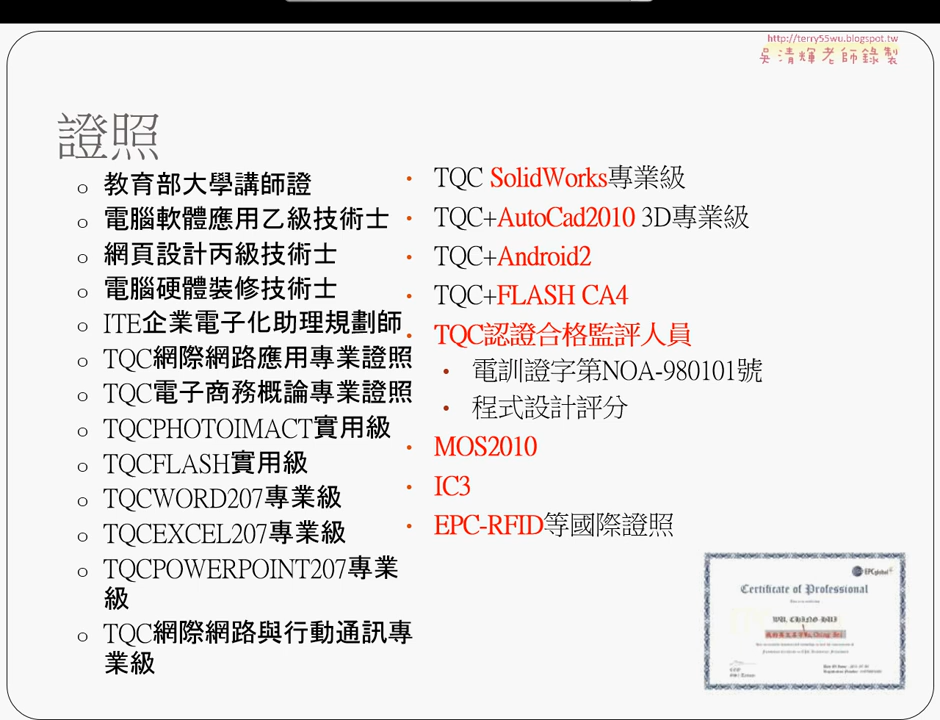 http://terry55wu.blogspot.tw
吳清輝老師錄製
證照
教育部大學講師證
電腦軟體應用乙級技術士
網頁設計丙級技術士
電腦硬體裝修技術士
ITE企業電子化助理規劃師
TQC網際網路應用專業證照
TQC電子商務概論專業證照
TQCPHOTOIMACT實用級
TQCFLASH實用級
TQCWORD207專業級
TQCEXCEL207專業級
TQCPOWERPOINT207專業
級
TQC網際網路與行動通訊專
業級
TQC SolidWorks專業級
TQC+AutoCad2010 3D專業級
TQC+Android2
TQC+FLASH CA4
TQC認證合格監評人員
電訓證字第NOA-980101號
程式設計評分
MOS2010
IC3
EPC-RFID等國際證照
EPCglobal
Certificate of Professional
WU, CHING-HUI